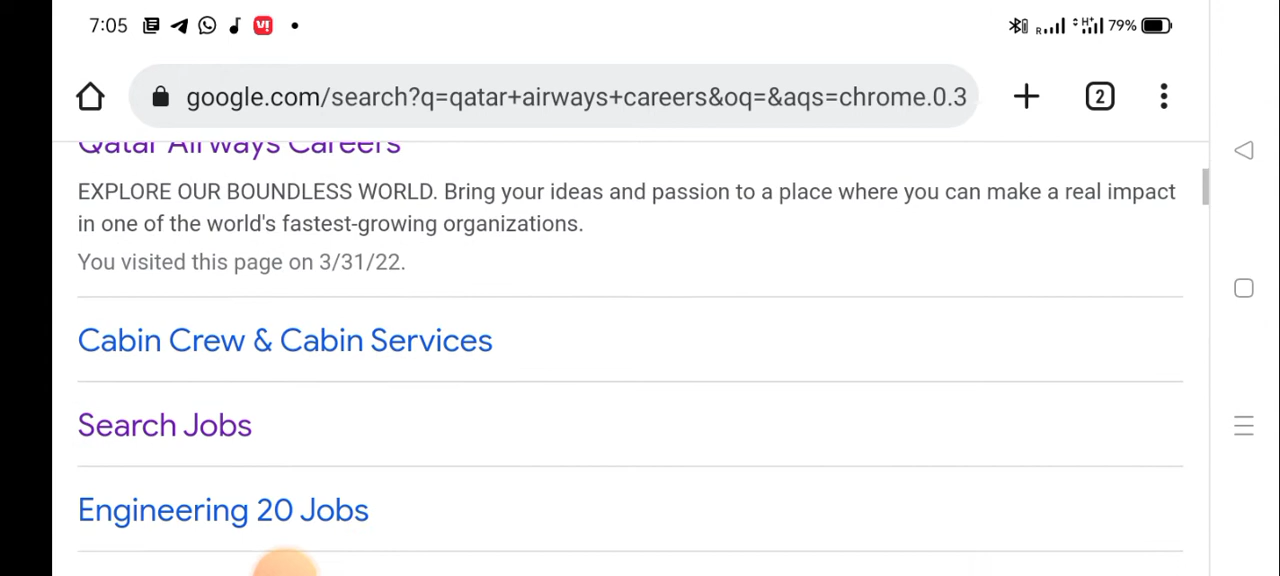 7:05 79%
google.com/search?q=qatar+airways+careers&oq=&aqs=chrome.0.3 2
Qatar Airways Careers
EXPLORE OUR BOUNDLESS WORLD. Bring your ideas and passion to a place where you can make a real impact
in one of the world's fastest-growing organizations.
You visited this page on 3/31/22.
Cabin Crew & Cabin Services
Search Jobs
Engineering 20 Jobs